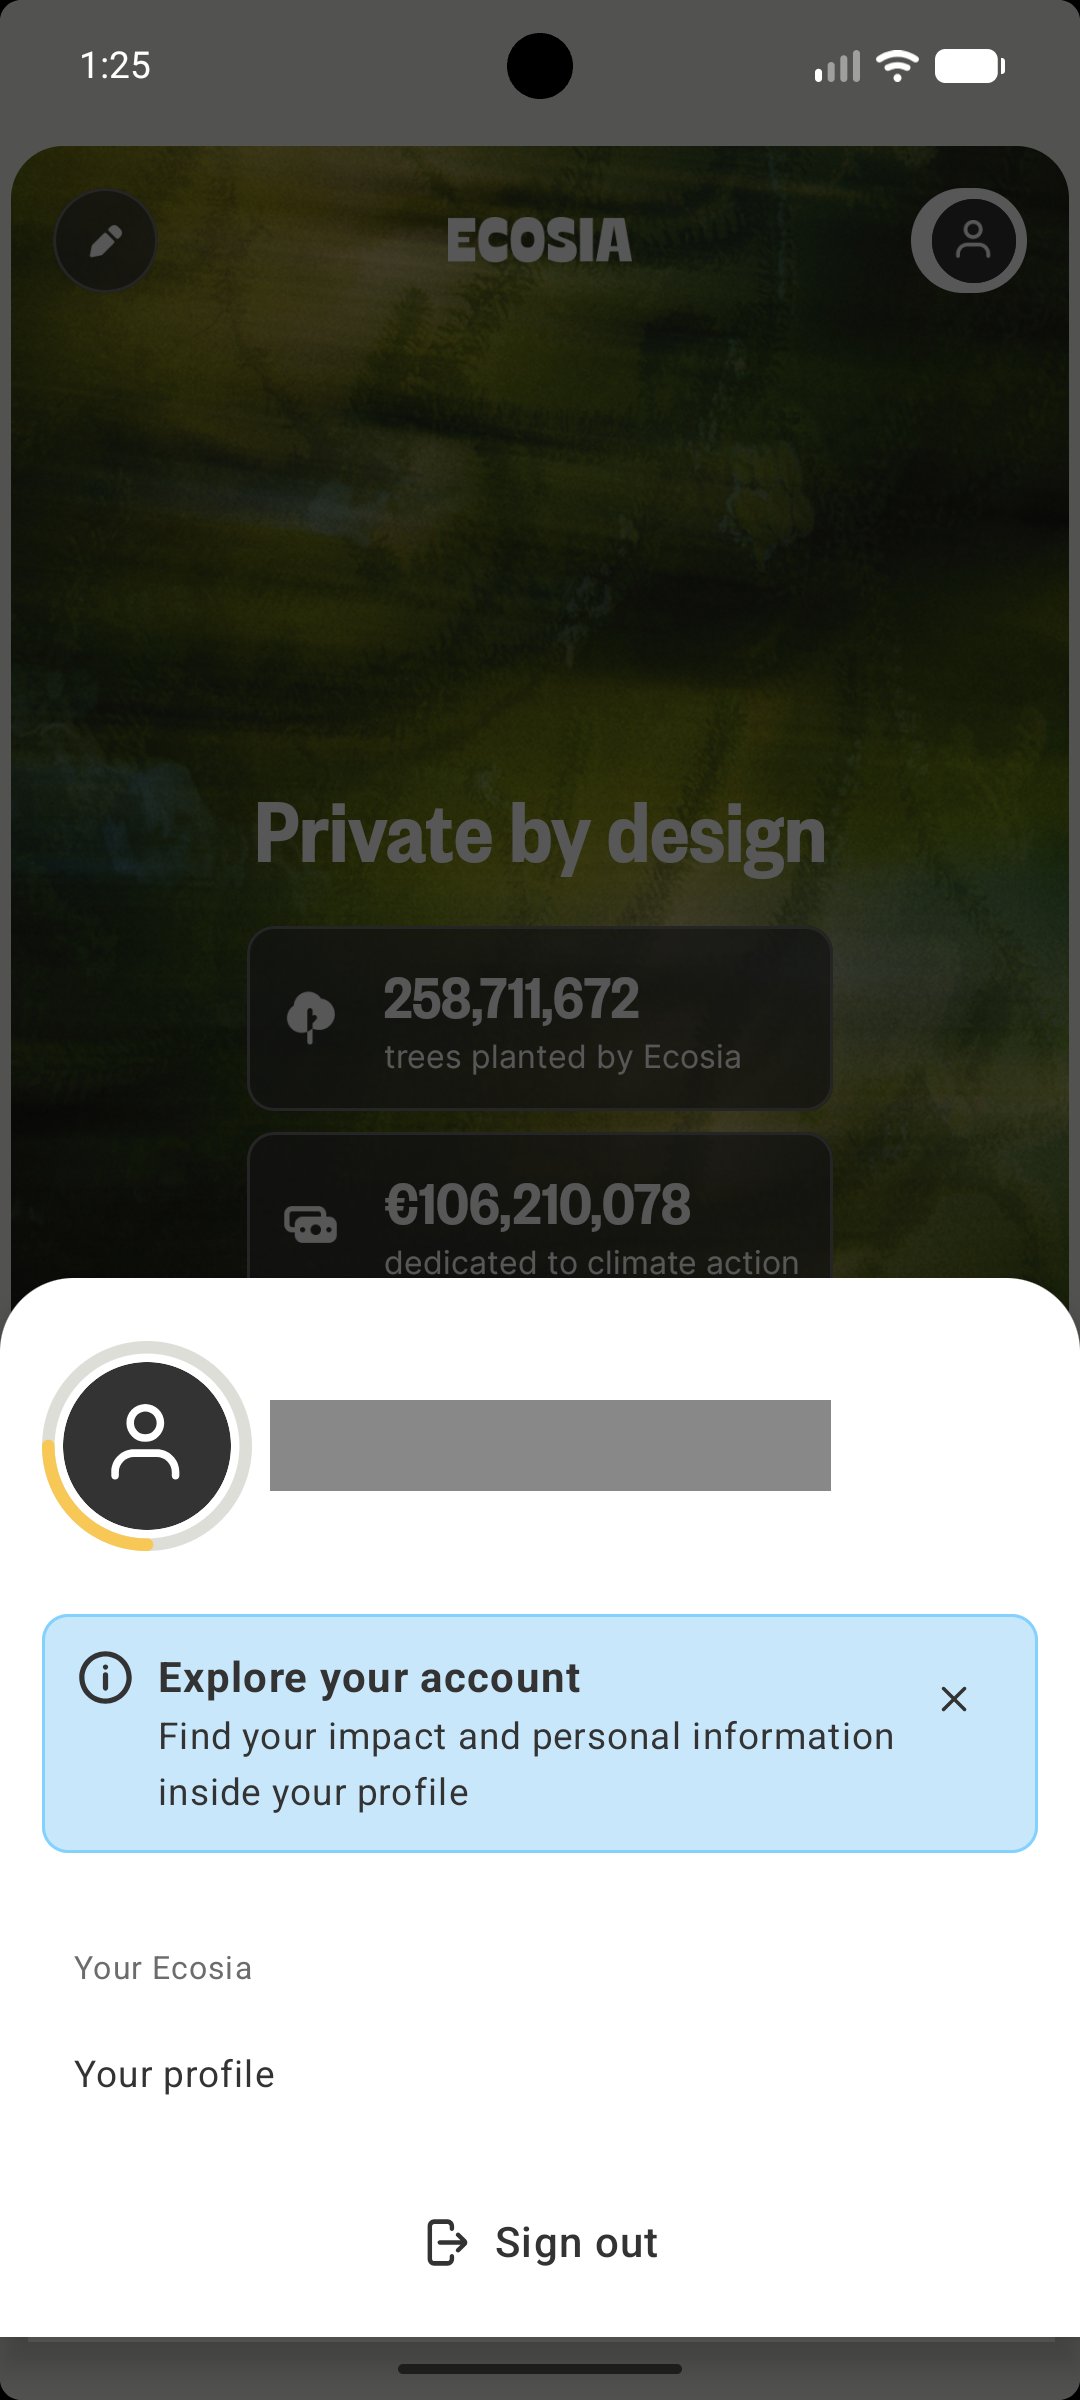 1:25
ECOSIA
Private by design
258,711,672
trees planted by Ecosia
€106,210,078
dedicated to climate action
Explore your account
Find your impact and personal information
inside your profile
Your Ecosia
Your profile
Sign out